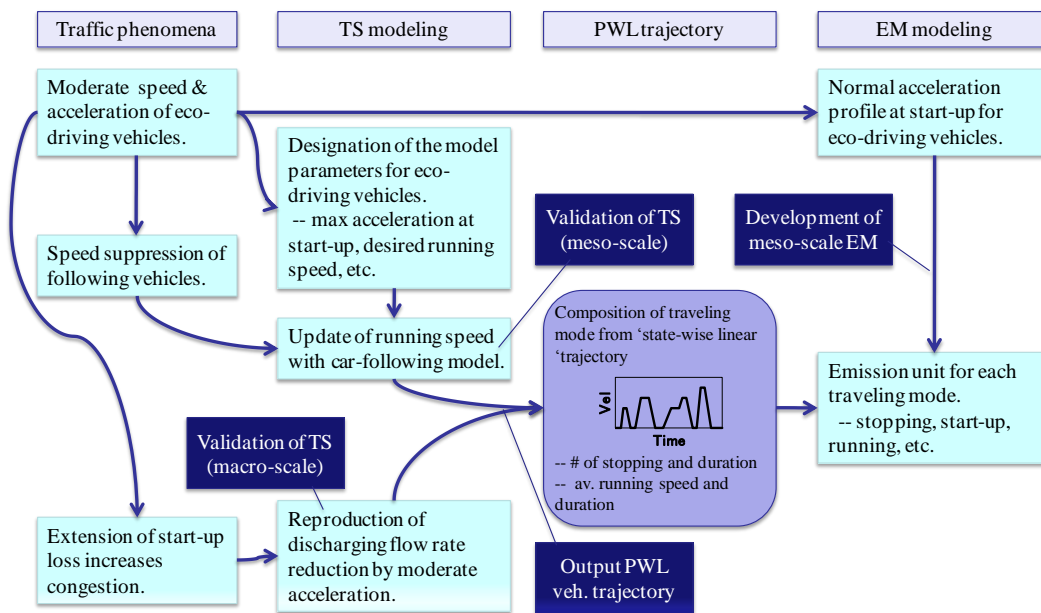 Traffic phenomena
TS modeling
PWL trajectory
EM modeling
Moderate speed &
acceleration of eco-
driving vehicles.
Speed suppression of
following vehicles.
Extension of start-up
loss increases
congestion.
Designation of the model
parameters for eco-
driving vehicles.
-- max acceleration at
start-up, desired running
speed, etc.
Update of running speed
with car-following model.
Validation of TS
(macro-scale)
Reproduction of
discharging flow rate
reduction by moderate
acceleration.
Validation of TS
(meso-scale)
Composition of traveling
mode from ‘state-wise linear
‘trajectory
Vel
Time
-- # of stopping and duration
-- av. running speed and
duration
Output PWL
veh. trajectory
Normal acceleration
profile at start-up for
eco-driving vehicles.
Development of
meso-scale EM
Emission unit for each
traveling mode.
-- stopping, start-up,
running, etc.